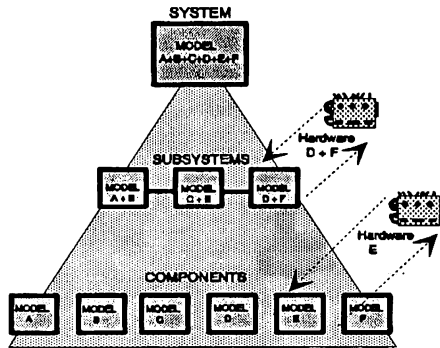 SYSTEM
MODEL
A+B+C+D+E+F
Hardware
D + F
SUBSYSTEMS
MODEL
A + B
MODEL
C + E
MODEL
D+F
Hardware
E
COMPONENTS
MODEL
A
MODEL
B
MODEL
C
MODEL
D
MODEL
E
MODEL
F